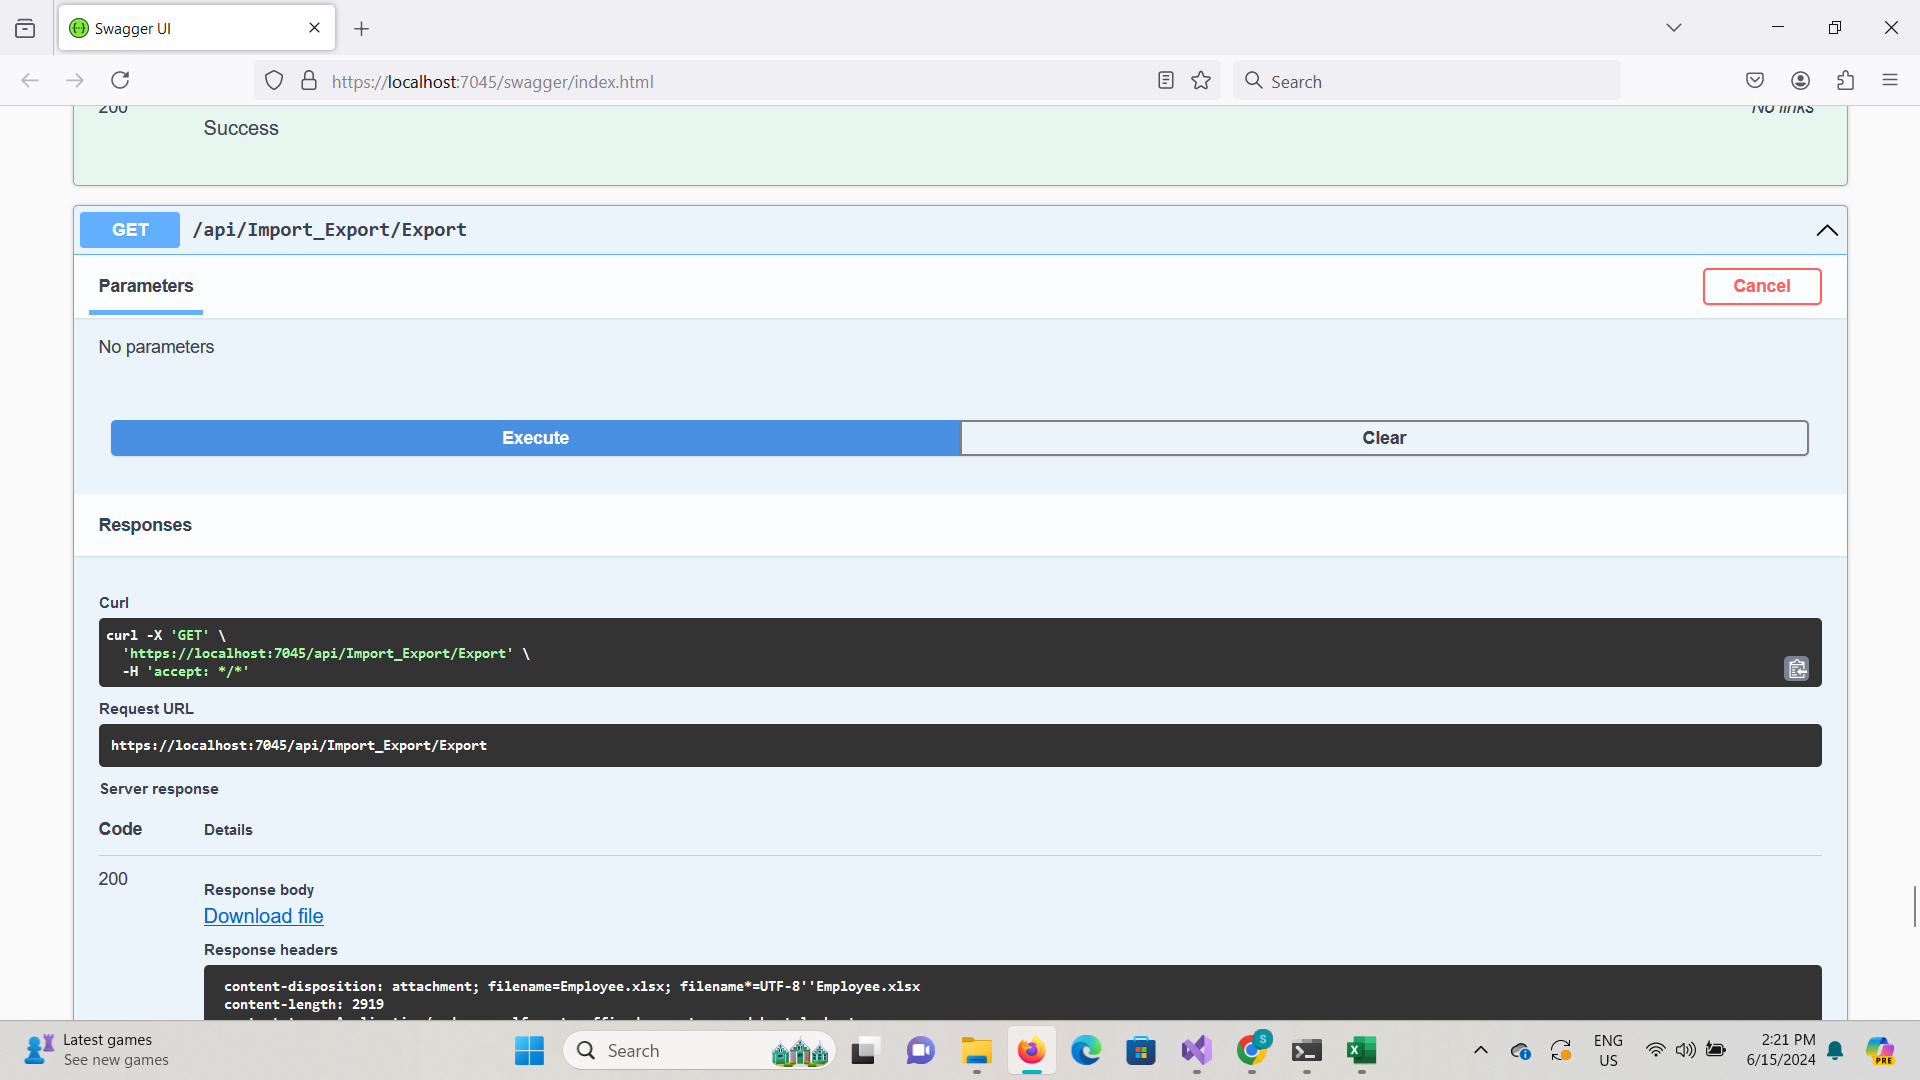 Swagger UI
https://localhost:7045/swagger/index.html
Search
200
No links
Success
GET
/api/Import_Export/Export
Parameters
Cancel
No parameters
Execute
Clear
Responses
Curl
curl -X 'GET' \
'https://localhost:7045/api/Import_Export/Export' \
-H 'accept: */*'
Request URL
https://localhost:7045/api/Import_Export/Export
Server response
Code
Details
200
Response body
Download file
Response headers
content-disposition: attachment; filename=Employee.xlsx; filename*=UTF-8''Employee.xlsx
content-length: 2919
Latest games
See new games
Search
S
ENG
US
2:21 PM
6/15/2024
PRE